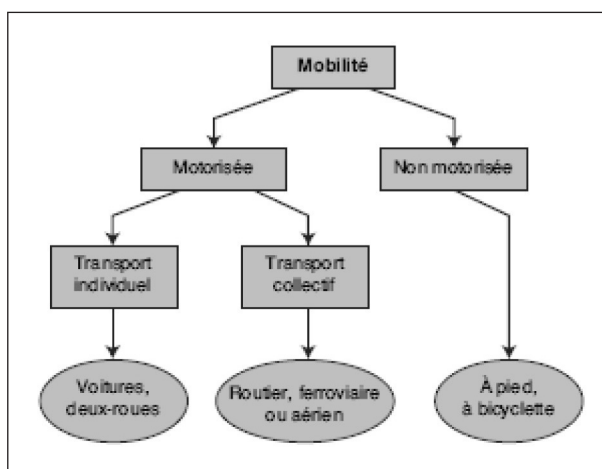 Mobilité
Motorisée
Non motorisée
Transport
individuel
Transport
collectif
Voitures,
deux-roues
Routier, ferroviaire
ou aérien
À pied,
à bicyclette